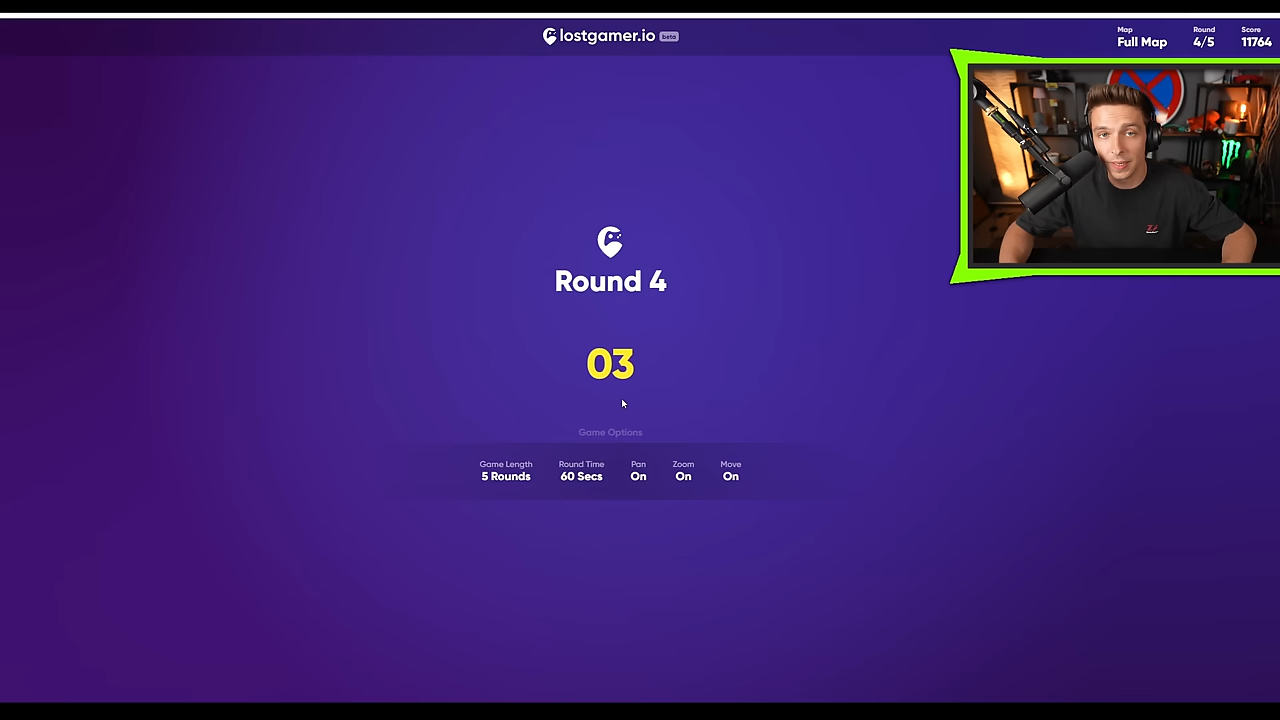 lostgamer.io beta
Map Round Score
Full Map 4/5 11764
Round 4
03
Game Options
Game Length Round Time Pan Zoom Move
5 Rounds 60 Secs On On On